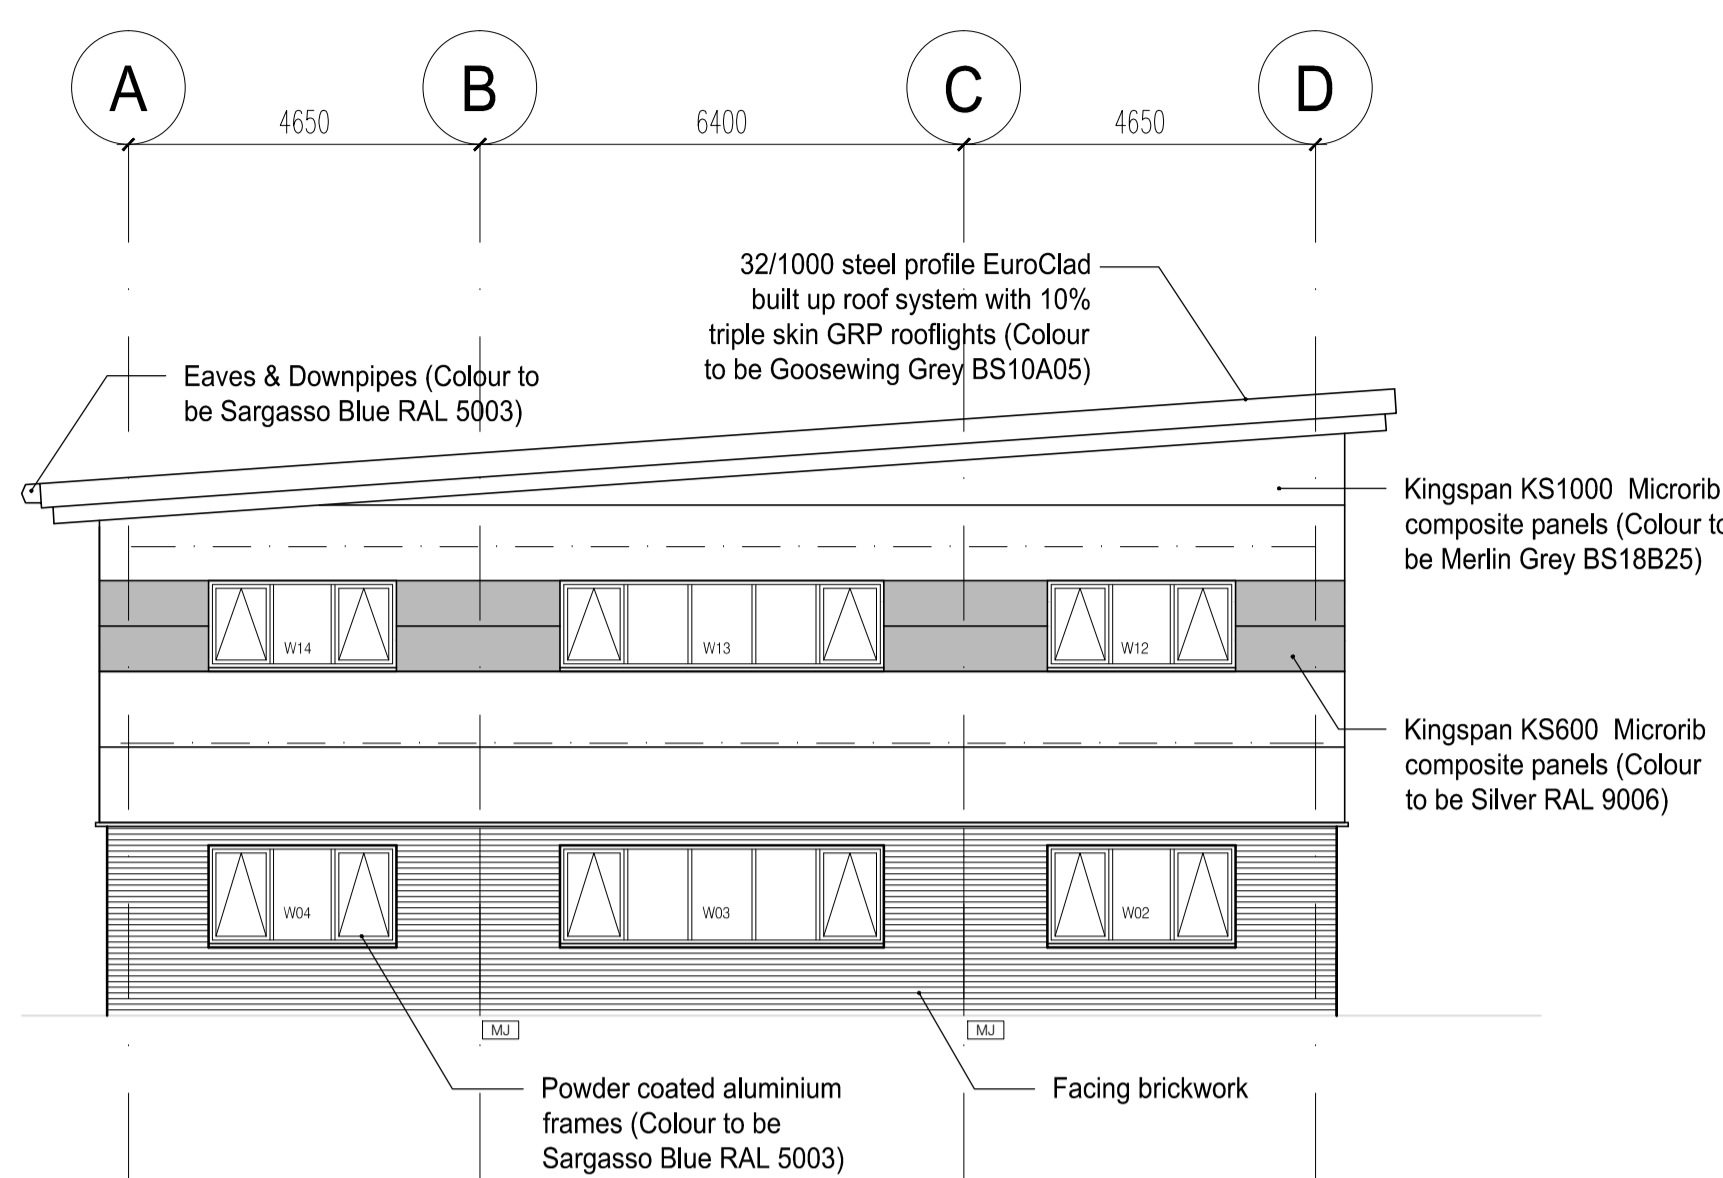 A
B
C
D
4650
6400
4650
32/1000 steel profile EuroClad
built up roof system with 10%
triple skin GRP rooflights (Colour
to be Goosewing Grey BS10A05)
Eaves & Downpipes (Colour to
be Sargasso Blue RAL 5003)
Kingspan KS1000 Microrib
composite panels (Colour to
be Merlin Grey BS18B25)
W14
W13
W12
Kingspan KS600 Microrib
composite panels (Colour
to be Silver RAL 9006)
W04
W03
W02
MJ
MJ
Powder coated aluminium
frames (Colour to be
Sargasso Blue RAL 5003)
Facing brickwork